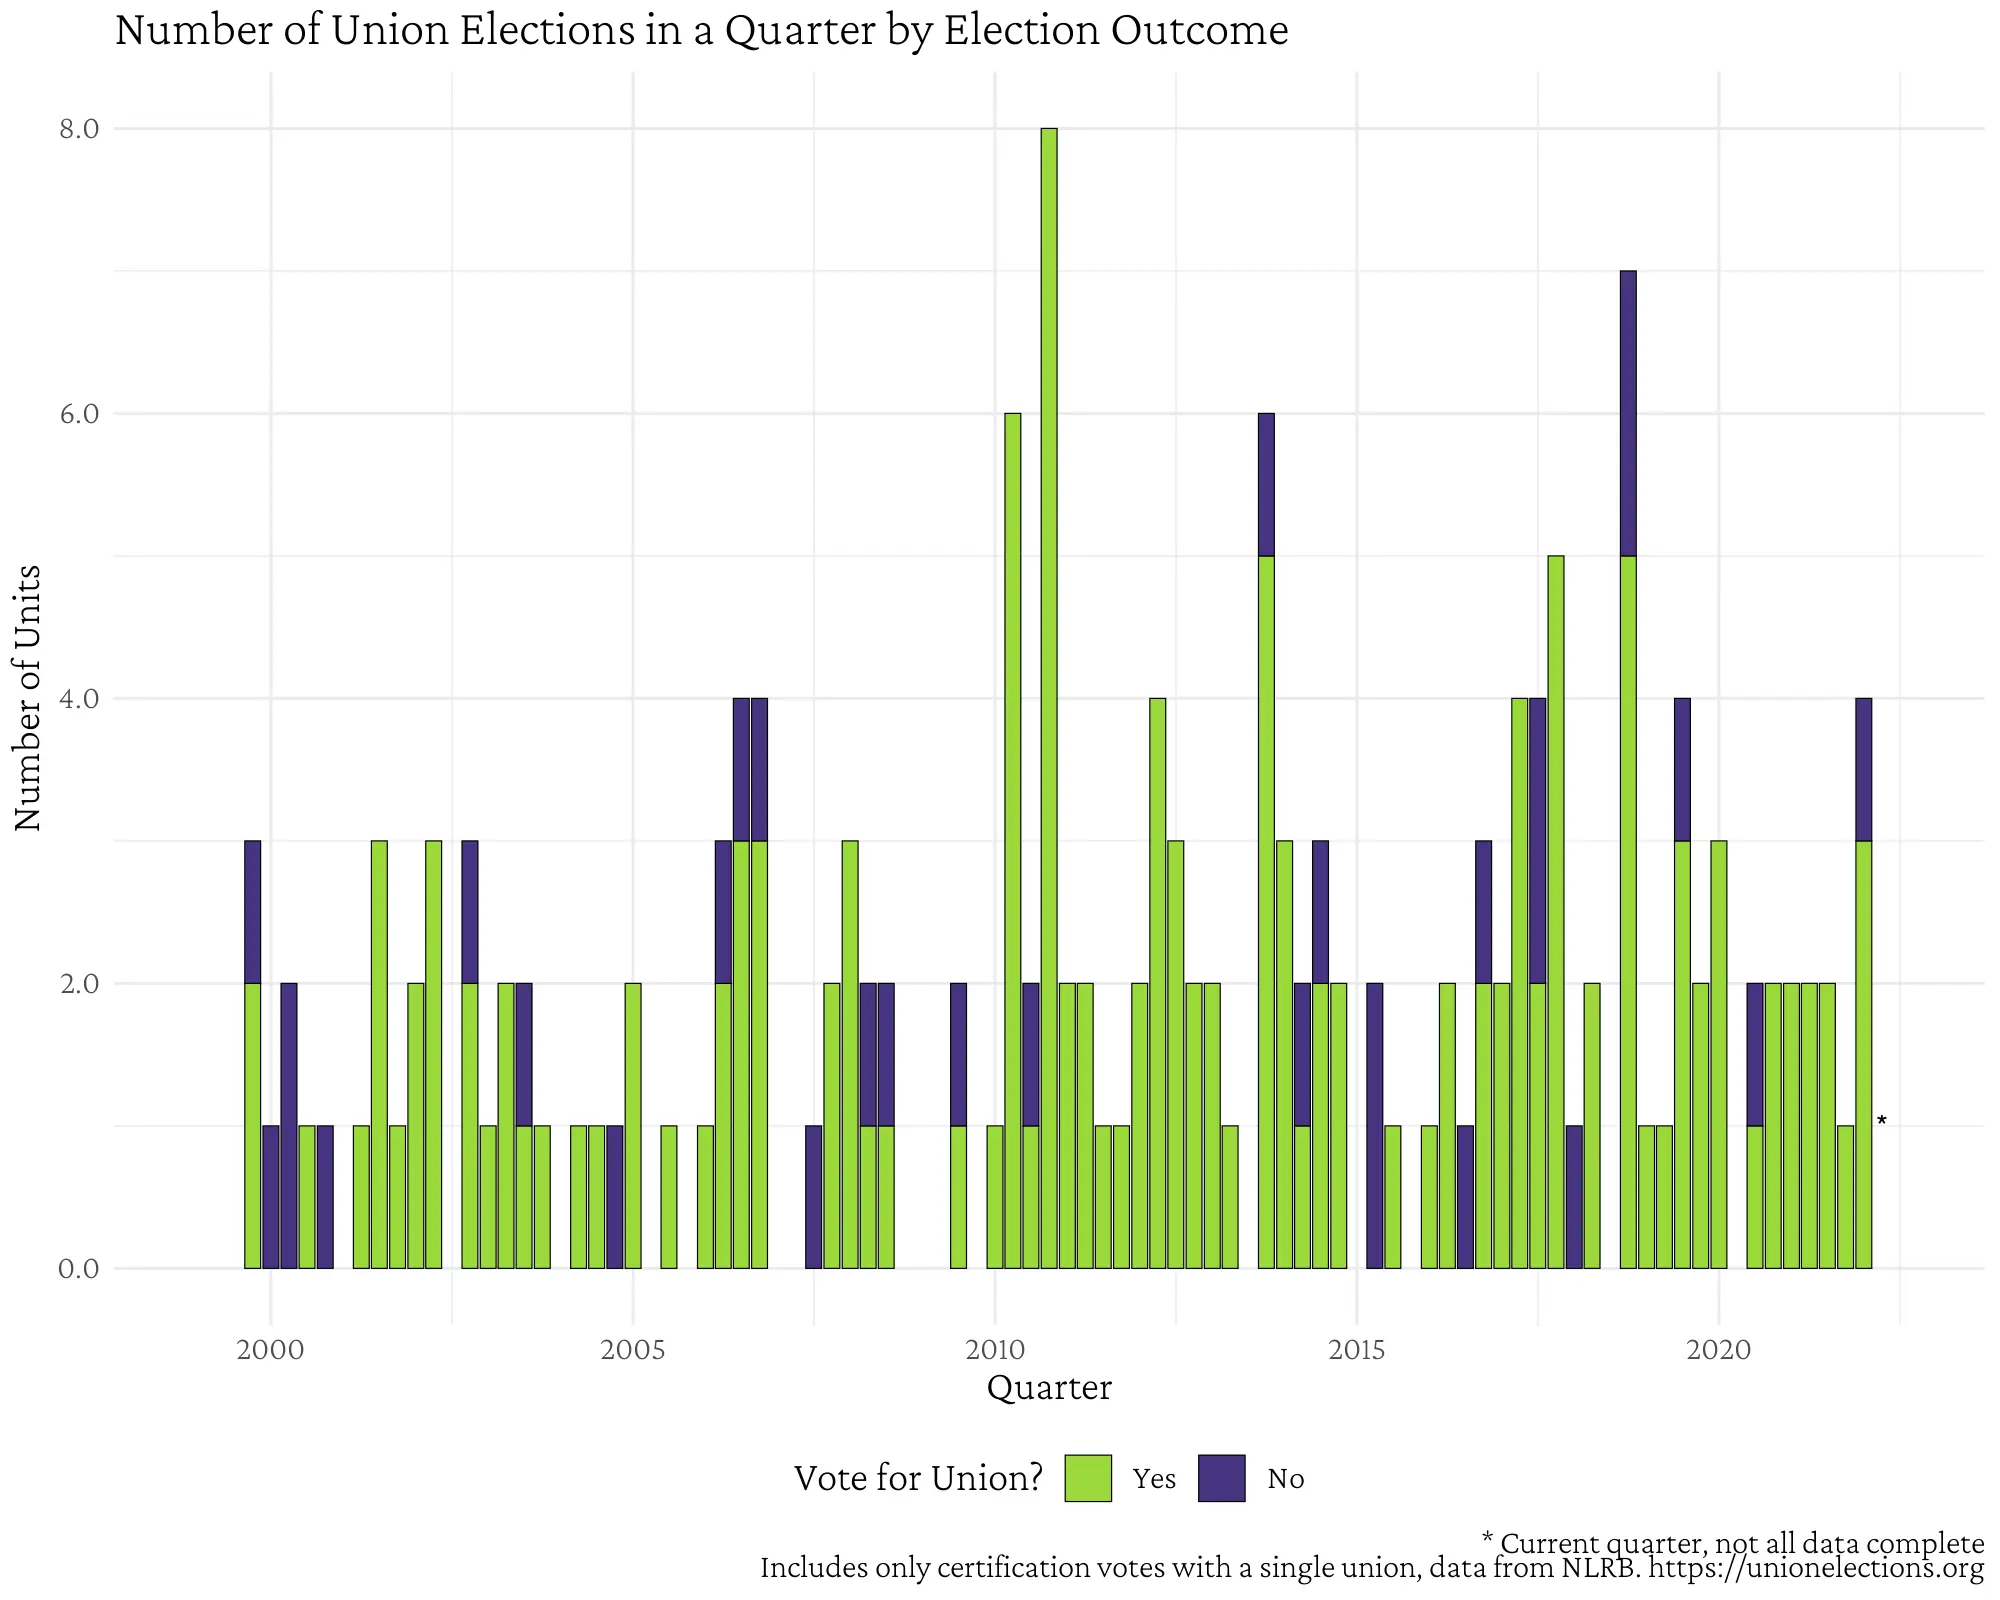 Number of Union Elections in a Quarter by Election Outcome
Number of Units
8.0
6.0
4.0
2.0
0.0
*
2000 2005 2010 2015 2020
Quarter
Vote for Union? Yes No
* Current quarter, not all data complete
Includes only certification votes with a single union, data from NLRB. https://unionelections.org